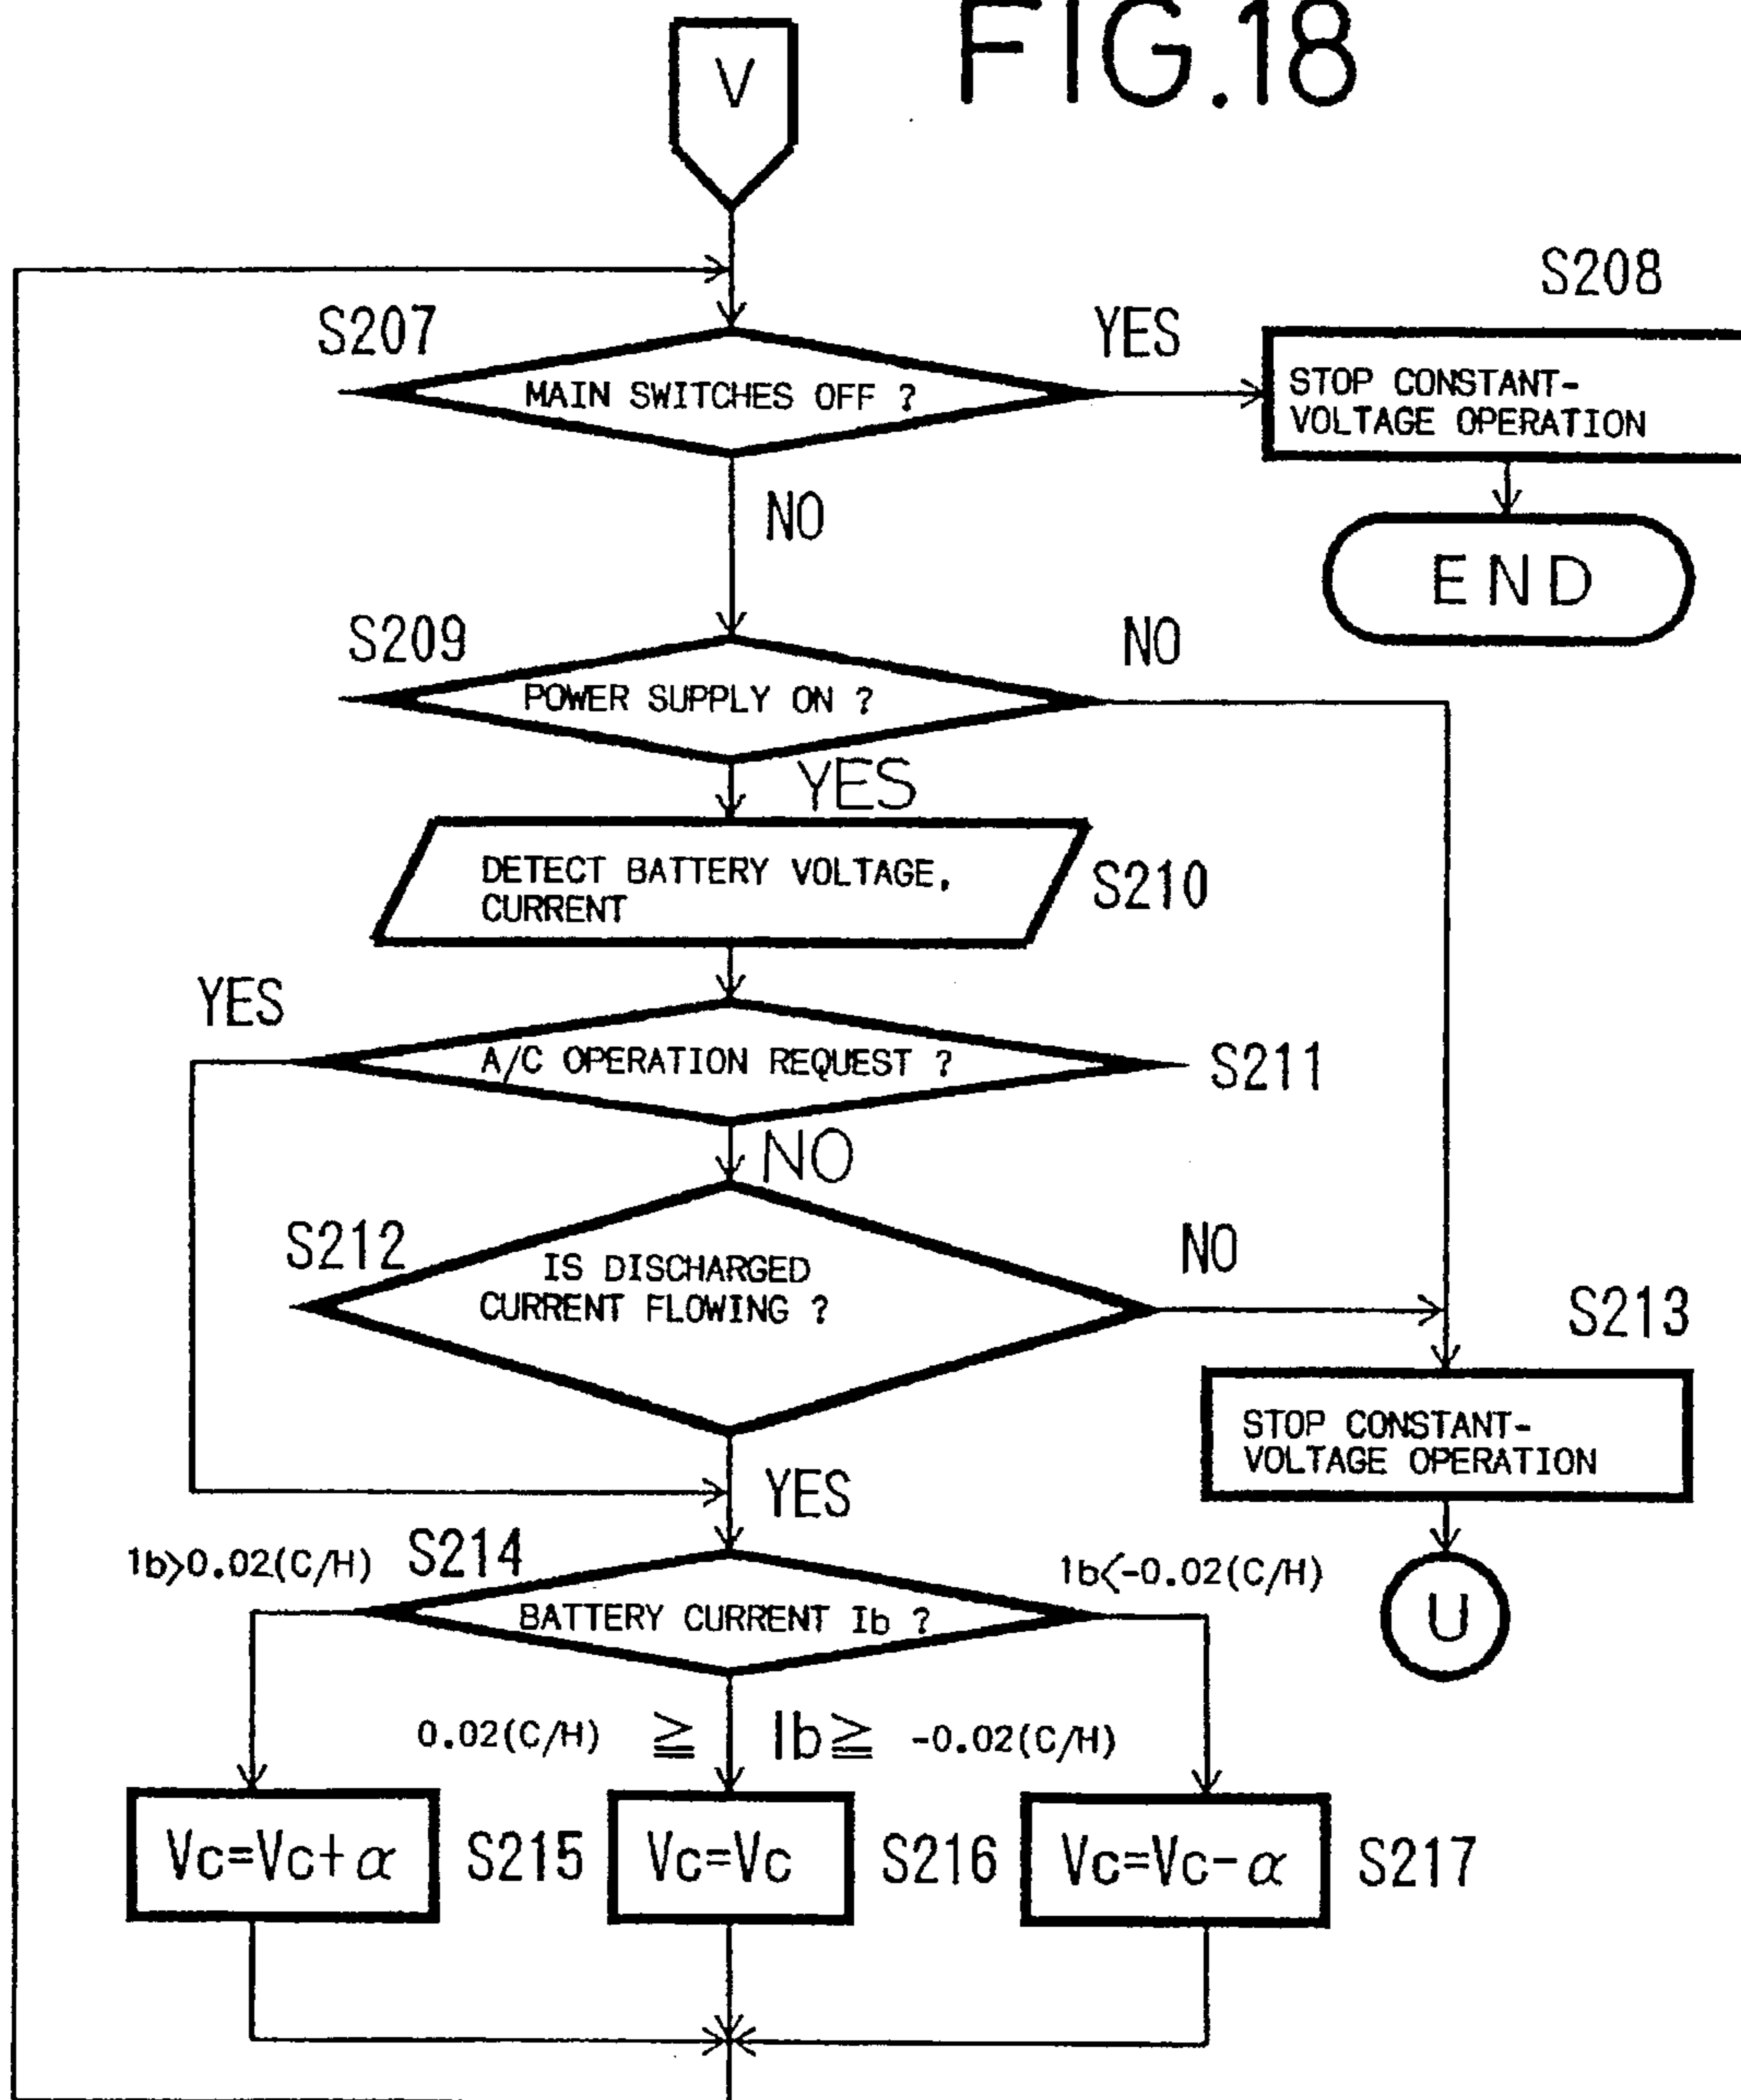 FIG.18
V
S207
MAIN SWITCHES OFF ?
YES
S208
STOP CONSTANT-
VOLTAGE OPERATION
END
NO
S209
POWER SUPPLY ON ?
NO
YES
DETECT BATTERY VOLTAGE,
CURRENT
S210
YES
A/C OPERATION REQUEST ?
S211
NO
S212
IS DISCHARGED
CURRENT FLOWING ?
NO
S213
STOP CONSTANT-
VOLTAGE OPERATION
U
YES
S214
Ib>0.02(C/H)
BATTERY CURRENT Ib ?
Ib<-0.02(C/H)
0.02(C/H) ≧ Ib≧ -0.02(C/H)
Vc=Vc+α
S215
Vc=Vc
S216
Vc=Vc-α
S217